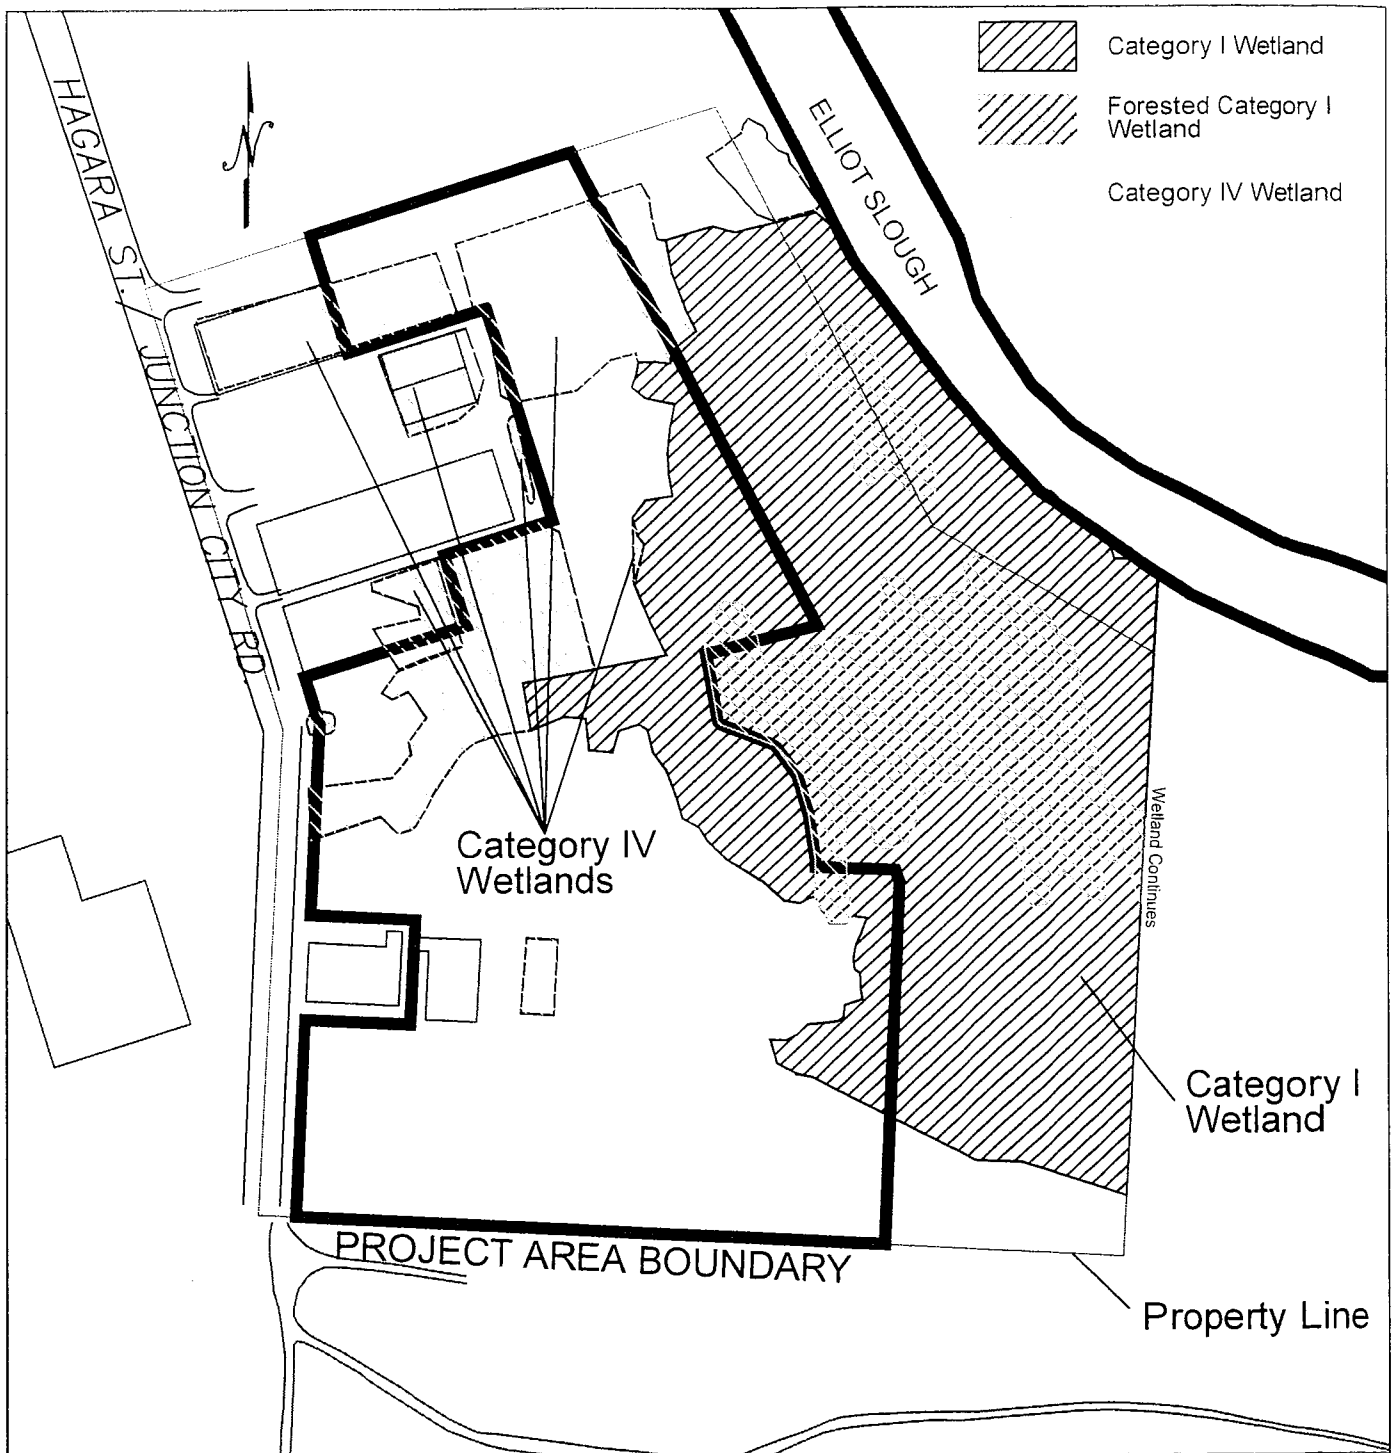 Category I Wetland
Forested Category I
Wetland
Category IV Wetland
N
HAGARA ST. / JUNCTION CITY RD.
ELLIOT SLOUGH
Category IV
Wetlands
Wetland Continues
Category I
Wetland
PROJECT AREA BOUNDARY
Property Line